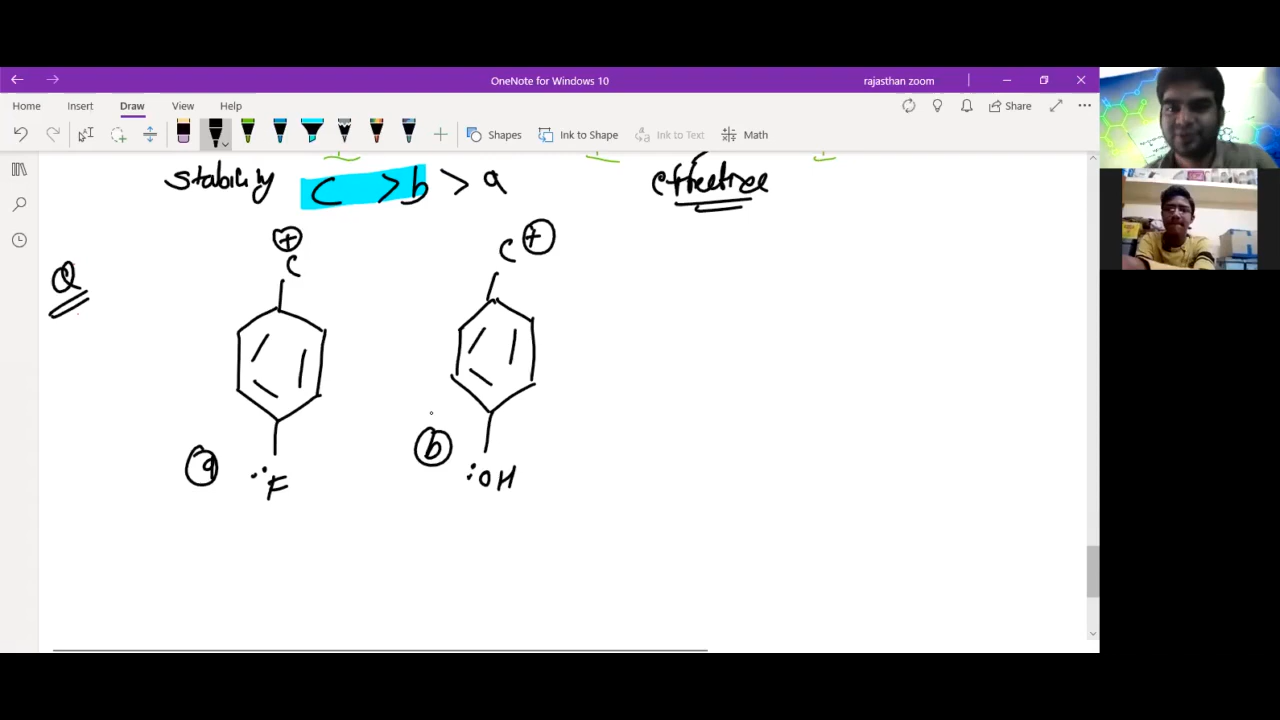 OneNote for Windows 10
rajasthan zoom
Home Insert Draw View Help
Share
Shapes Ink to Shape Ink to Text Math
Stability C > b > a
Q
+ C
C +
a
b
:F
:OH